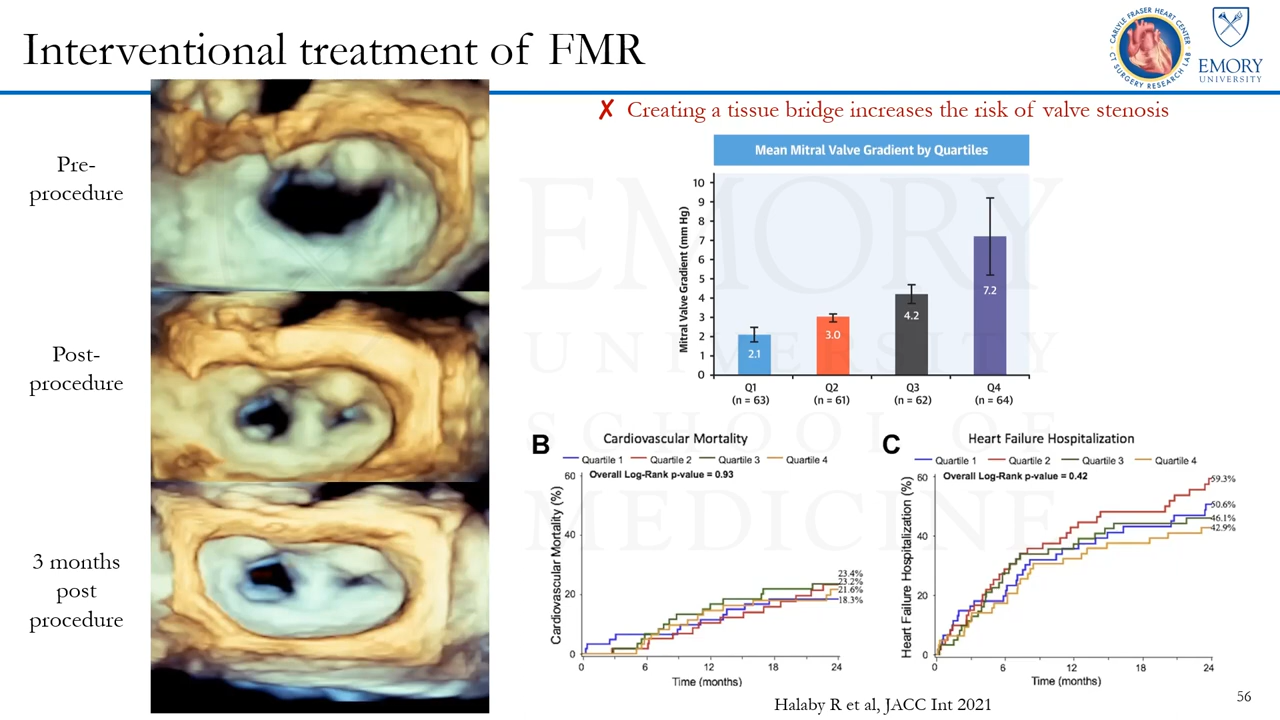 Interventional treatment of FMR
CARLYLE FRASER HEART CENTER
CT SURGERY RESEARCH LAB
EMORY
UNIVERSITY
Pre-
procedure
Post-
procedure
3 months
post
procedure
✗ Creating a tissue bridge increases the risk of valve stenosis
Mean Mitral Valve Gradient by Quartiles
Mitral Valve Gradient (mm Hg)
10
9
8
7
6
5
4
3
2
1
0
2.1
3.0
4.2
7.2
Q1 Q2 Q3 Q4
(n = 63) (n = 61) (n = 62) (n = 64)
EMORY
UNIVERSITY
SCHOOL OF
MEDICINE
B Cardiovascular Mortality
Quartile 1 Quartile 2 Quartile 3 Quartile 4
Overall Log-Rank p-value = 0.93
Cardiovascular Mortality (%)
60
40
20
0
23.4%
23.2%
21.6%
18.3%
0 6 12 18 24
Time (months)
C Heart Failure Hospitalization
Quartile 1 Quartile 2 Quartile 3 Quartile 4
Overall Log-Rank p-value = 0.42
Heart Failure Hospitalization (%)
60
40
20
0
59.3%
50.6%
46.1%
42.9%
0 6 12 18 24
Time (months)
Halaby R et al, JACC Int 2021
56